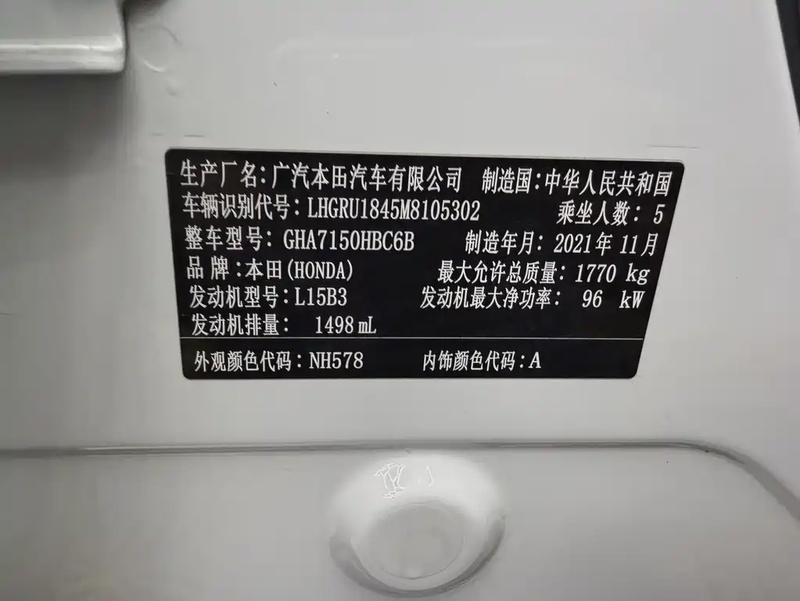 生产厂名：广汽本田汽车有限公司 制造国：中华人民共和国
车辆识别代号：LHGRU1845M8105302 乘坐人数：5
整车型号：GHA7150HBC6B 制造年月：2021年11月
品牌：本田(HONDA) 最大允许总质量：1770 kg
发动机型号：L15B3 发动机最大净功率：96 kW
发动机排量：1498 mL
外观颜色代码：NH578 内饰颜色代码：A